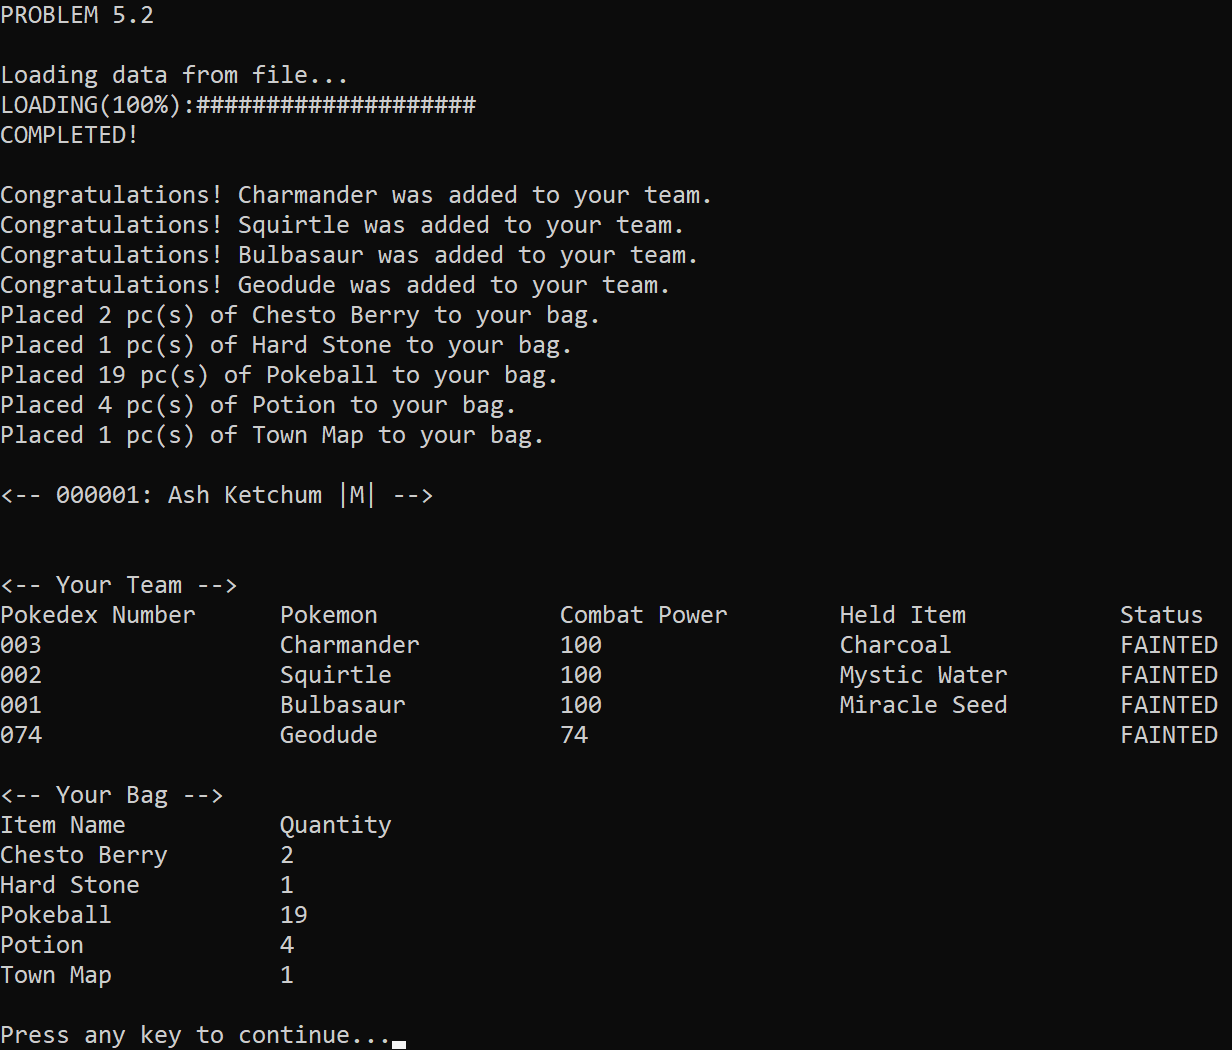 PROBLEM 5.2
Loading data from file...
LOADING(100%):####################
COMPLETED!
Congratulations! Charmander was added to your team.
Congratulations! Squirtle was added to your team.
Congratulations! Bulbasaur was added to your team.
Congratulations! Geodude was added to your team.
Placed 2 pc(s) of Chesto Berry to your bag.
Placed 1 pc(s) of Hard Stone to your bag.
Placed 19 pc(s) of Pokeball to your bag.
Placed 4 pc(s) of Potion to your bag.
Placed 1 pc(s) of Town Map to your bag.
<-- 000001: Ash Ketchum |M| -->
<-- Your Team -->
Pokedex Number Pokemon Combat Power Held Item Status
003 Charmander 100 Charcoal FAINTED
002 Squirtle 100 Mystic Water FAINTED
001 Bulbasaur 100 Miracle Seed FAINTED
074 Geodude 74 FAINTED
<-- Your Bag -->
Item Name Quantity
Chesto Berry 2
Hard Stone 1
Pokeball 19
Potion 4
Town Map 1
Press any key to continue...